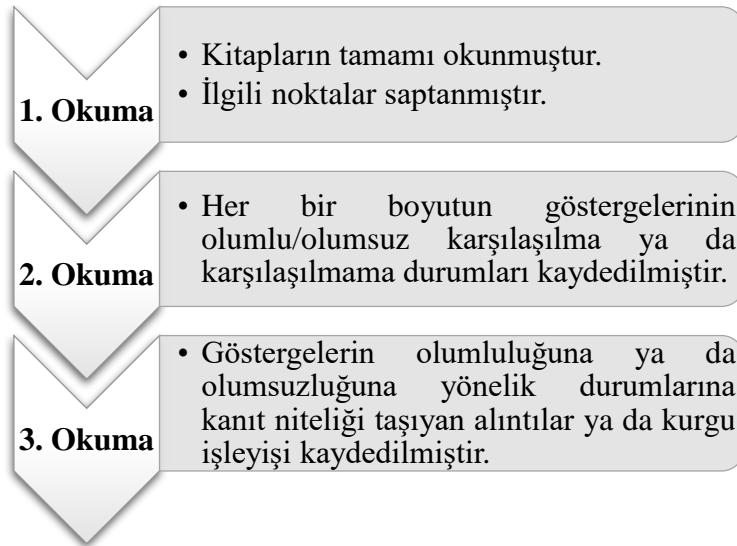 1. Okuma
• Kitapların tamamı okunmuştur.
• İlgili noktalar saptanmıştır.
2. Okuma
• Her bir boyutun göstergelerinin
olumlu/olumsuz karşılaşılma ya da
karşılaşılmama durumları kaydedilmiştir.
3. Okuma
• Göstergelerin olumluluğuna ya da
olumsuzluğuna yönelik durumlarına
kanıt niteliği taşıyan alıntılar ya da kurgu
işleyişi kaydedilmiştir.